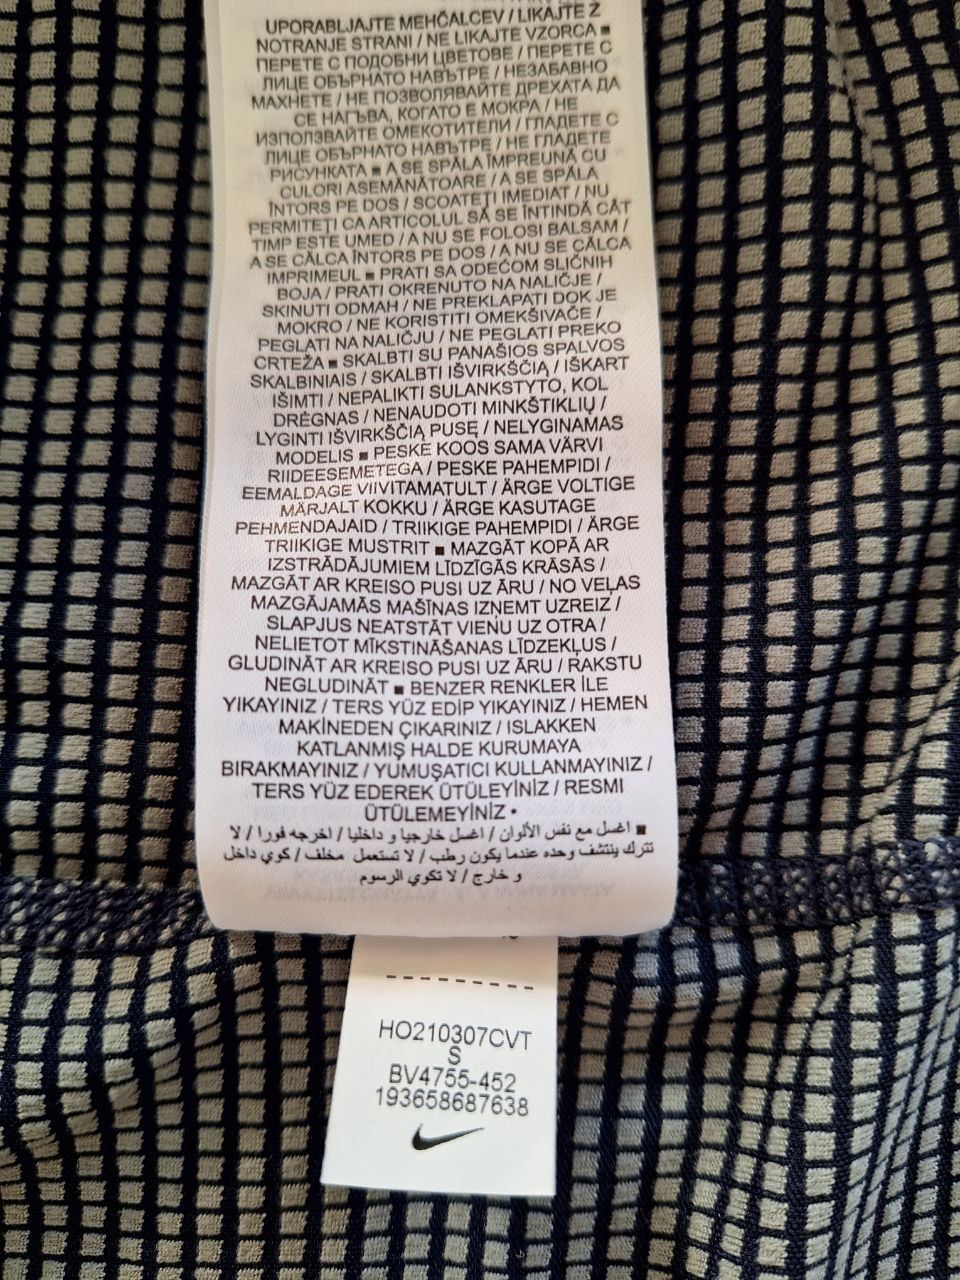 UPORABLJAJTE MEHČALCEV / LIKAJTE Z
NOTRANJE STRANI / NE LIKAJTE VZORCA ■
ПЕРЕТЕ С ПОДОБНИ ЦВЕТОВЕ / ПЕРЕТЕ С
ЛИЦЕ ОБЪРНАТО НАВЪТРЕ / НЕЗАБАВНО
МАХНЕТЕ / НЕ ПОЗВОЛЯВАЙТЕ ДРЕХАТА ДА
СЕ НАГЪВА, КОГАТО Е МОКРА / НЕ
ИЗПОЛЗВАЙТЕ ОМЕКОТИТЕЛИ / ГЛАДЕТЕ С
ЛИЦЕ ОБЪРНАТО НАВЪТРЕ / НЕ ГЛАДЕТЕ
РИСУНКАТА ■ A SE SPĂLA ÎMPREUNĂ CU
CULORI ASEMĂNĂTOARE / A SE SPĂLA
ÎNTORS PE DOS / SCOATEȚI IMEDIAT / NU
PERMITEȚI CA ARTICOLUL SĂ SE ÎNTINDĂ CÂT
TIMP ESTE UMED / A NU SE FOLOSI BALSAM /
A SE CĂLCA ÎNTORS PE DOS / A NU SE CĂLCA
IMPRIMEUL ■ PRATI SA ODEĆOM SLIČNIH
BOJA / PRATI OKRENUTO NA NALIČJE /
SKINUTI ODMAH / NE PREKLAPATI DOK JE
MOKRO / NE KORISTITI OMEKŠIVAČE /
PEGLATI NA NALIČJU / NE PEGLATI PREKO
CRTEŽA ■ SKALBTI SU PANAŠIOS SPALVOS
SKALBINIAIS / SKALBTI IŠVIRKŠČIĄ / IŠKART
IŠIMTI / NEPALIKTI SULANKSTYTO, KOL
DRĖGNAS / NENAUDOTI MINKŠTIKLIŲ /
LYGINTI IŠVIRKŠČIĄ PUSĘ / NELYGINAMAS
MODELIS ■ PESKE KOOS SAMA VÄRVI
RIIDEESEMETEGA / PESKE PAHEMPIDI /
EEMALDAGE VIIVITAMATULT / ÄRGE VOLTIGE
MÄRJALT KOKKU / ÄRGE KASUTAGE
PEHMENDAJAID / TRIIKIGE PAHEMPIDI / ÄRGE
TRIIKIGE MUSTRIT ■ MAZGĀT KOPĀ AR
IZSTRĀDĀJUMIEM LĪDZĪGĀS KRĀSĀS /
MAZGĀT AR KREISO PUSI UZ ĀRU / NO VEĻAS
MAZGĀJAMĀS MAŠĪNAS IZŅEMT UZREIZ /
SLAPJUS NEATSTĀT VIENU UZ OTRA /
NELIETOT MĪKSTINĀŠANAS LĪDZEKĻUS /
GLUDINĀT AR KREISO PUSI UZ ĀRU / RAKSTU
NEGLUDINĀT ■ BENZER RENKLER İLE
YIKAYINIZ / TERS YÜZ EDİP YIKAYINIZ / HEMEN
MAKİNEDEN ÇIKARINIZ / ISLAKKEN
KATLANMIŞ HALDE KURUMAYA
BIRAKMAYINIZ / YUMUŞATICI KULLANMAYINIZ /
TERS YÜZ EDEREK ÜTÜLEYİNİZ / RESMI
ÜTÜLEMEYİNİZ •
■ اغسل مع نفس الألوان / اغسل خارجيا و داخليا / اخرجه فورا / لا
تترك ينتشف وحده عندما يكون رطب / لا تستعمل مخلف / كوي داخل
و خارج / لا تكوي الرسوم
HO210307CVT
S
BV4755-452
193658687638